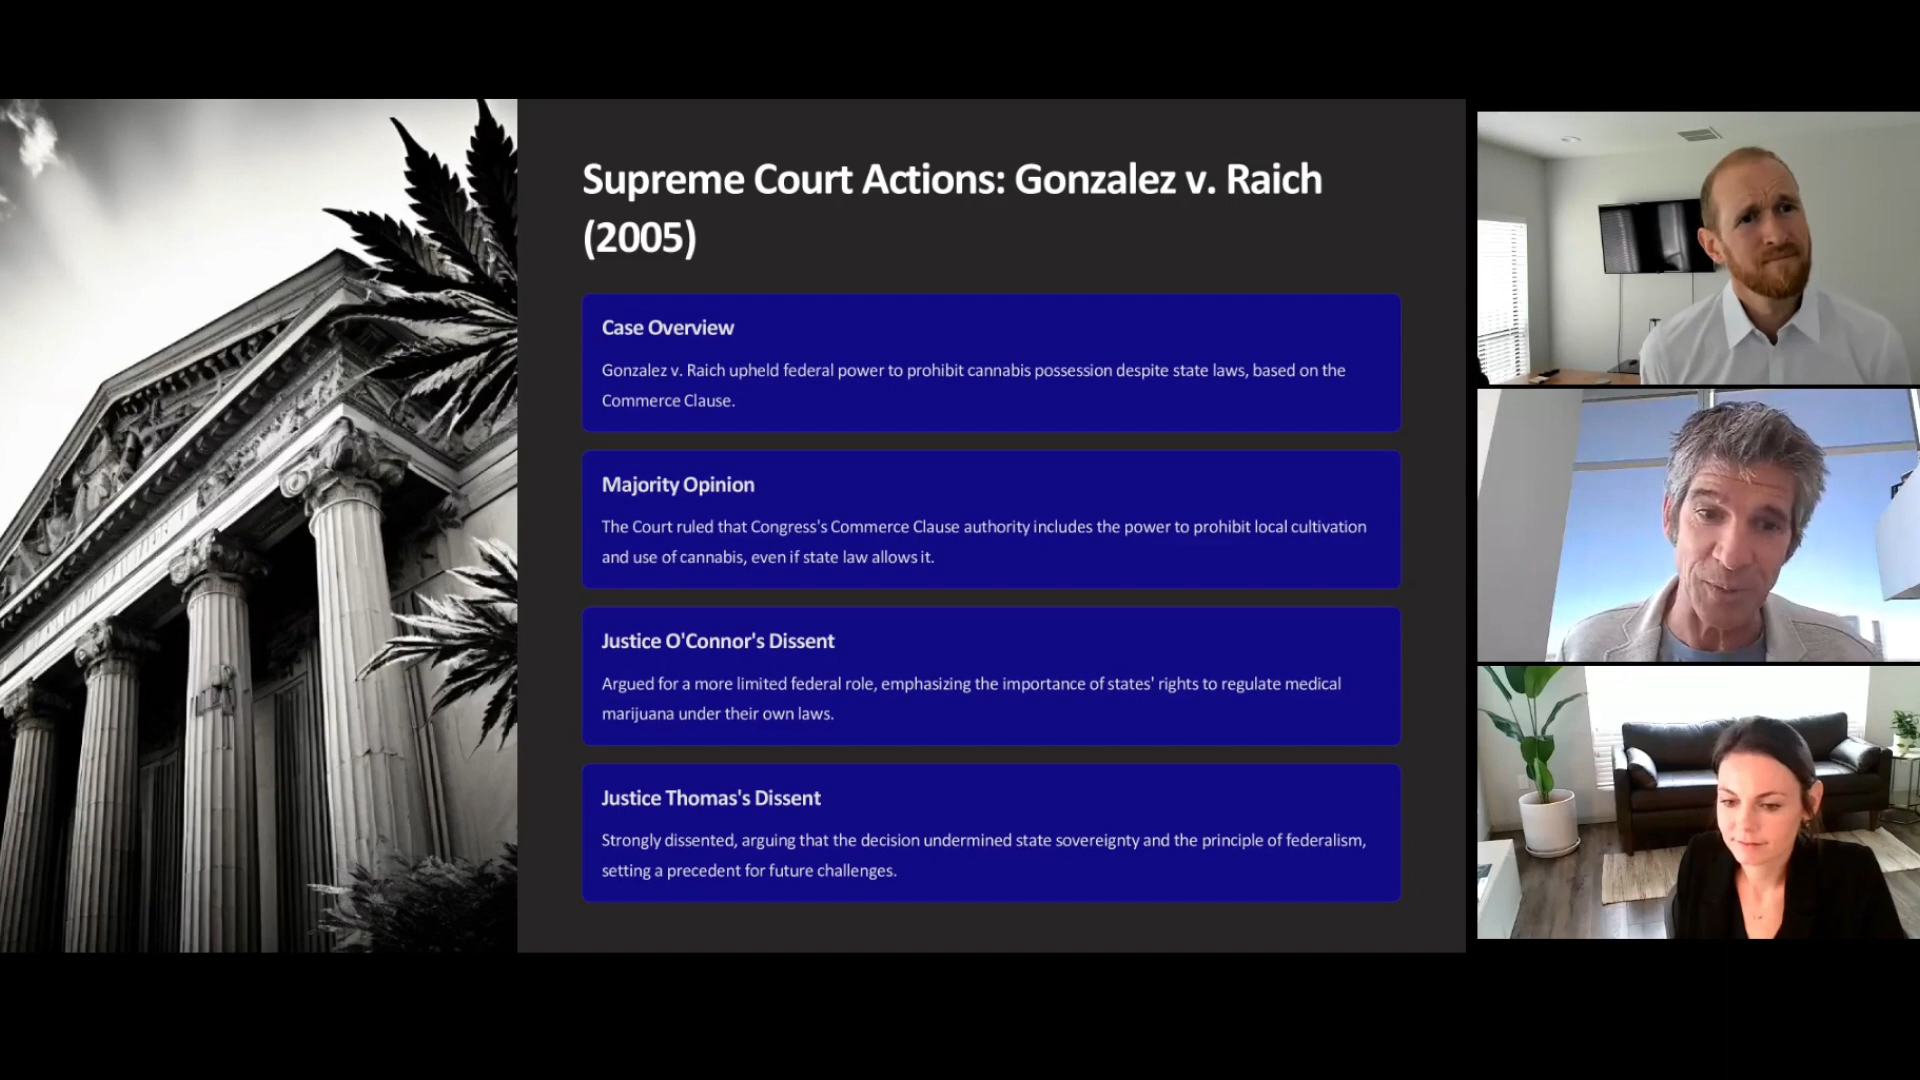 Supreme Court Actions: Gonzalez v. Raich
(2005)
Case Overview
Gonzalez v. Raich upheld federal power to prohibit cannabis possession despite state laws, based on the
Commerce Clause.
Majority Opinion
The Court ruled that Congress's Commerce Clause authority includes the power to prohibit local cultivation
and use of cannabis, even if state law allows it.
Justice O'Connor's Dissent
Argued for a more limited federal role, emphasizing the importance of states' rights to regulate medical
marijuana under their own laws.
Justice Thomas's Dissent
Strongly dissented, arguing that the decision undermined state sovereignty and the principle of federalism,
setting a precedent for future challenges.